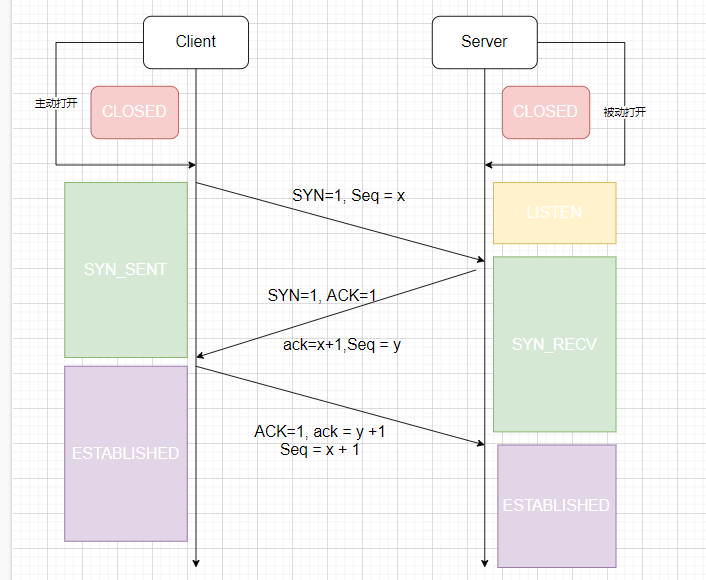 Client
Server
主动打开
CLOSED
CLOSED
被动打开
SYN=1, Seq = x
LISTEN
SYN_SENT
SYN=1, ACK=1
ack=x+1,Seq = y
SYN_RECV
ACK=1, ack = y +1
Seq = x + 1
ESTABLISHED
ESTABLISHED